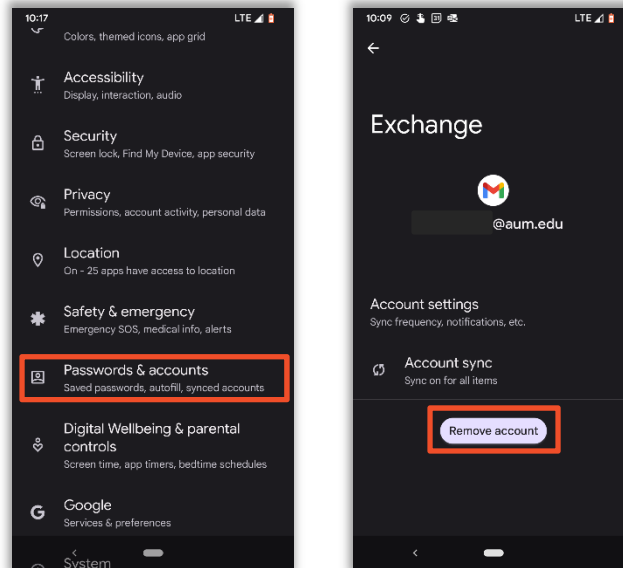 10:17
LTE
Colors, themed icons, app grid
Accessibility
Display, interaction, audio
Security
Screen lock, Find My Device, app security
Privacy
Permissions, account activity, personal data
Location
On - 25 apps have access to location
Safety & emergency
Emergency SOS, medical info, alerts
Passwords & accounts
Saved passwords, autofill, synced accounts
Digital Wellbeing & parental
controls
Screen time, app timers, bedtime schedules
Google
Services & preferences
System
10:09
31
LTE
Exchange
@aum.edu
Account settings
Sync frequency, notifications, etc.
Account sync
Sync on for all items
Remove account